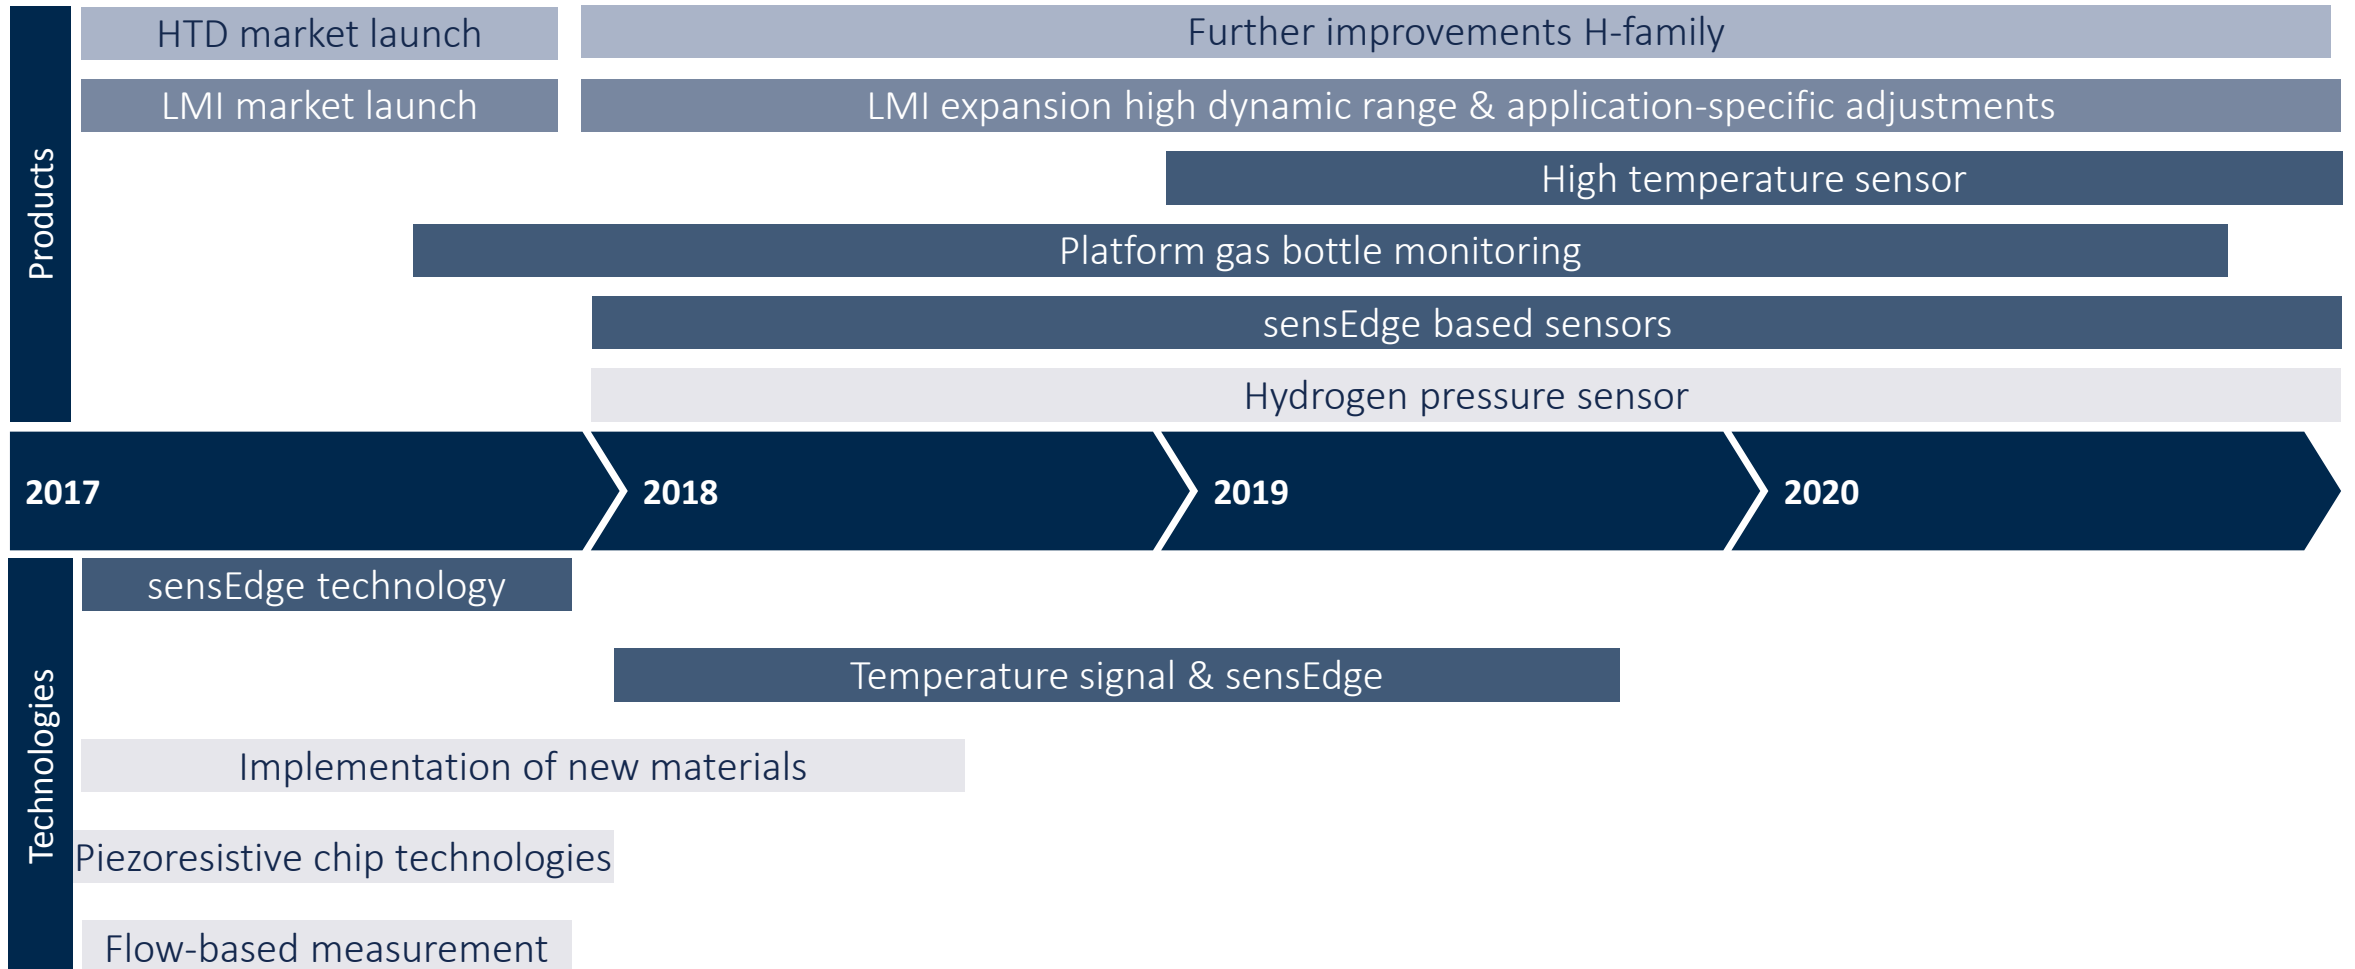 Products
HTD market launch
Further improvements H-family
LMI market launch
LMI expansion high dynamic range & application-specific adjustments
High temperature sensor
Platform gas bottle monitoring
sensEdge based sensors
Hydrogen pressure sensor
2017
2018
2019
2020
Technologies
sensEdge technology
Temperature signal & sensEdge
Implementation of new materials
Piezoresistive chip technologies
Flow-based measurement